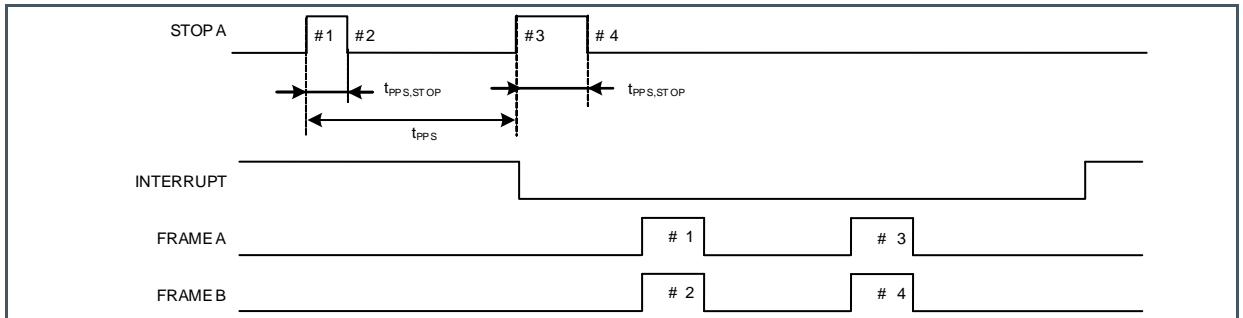 STOP A
#1 #2 #3 # 4
tPPS,STOP tPPS,STOP
tPPS
INTERRUPT
FRAME A # 1 # 3
FRAME B # 2 # 4